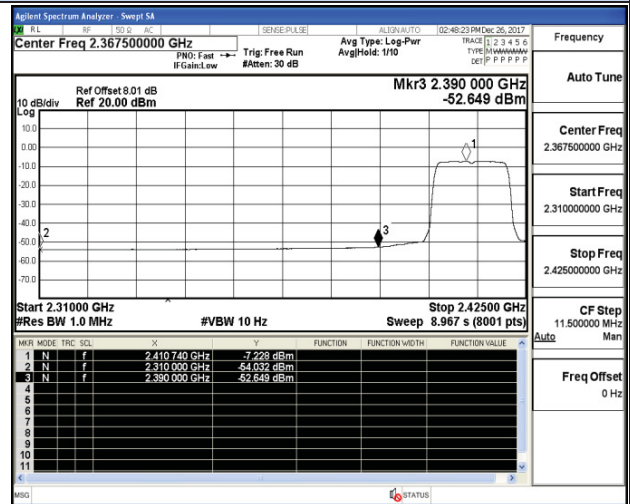 Agilent Spectrum Analyzer - Swept SA
RL RF 50 Ω AC SENSE:PULSE ALIGN AUTO 02:48:23 PM Dec 26, 2017
Center Freq 2.367500000 GHz
PNO: Fast
IFGain:Low
Trig: Free Run
#Atten: 30 dB
Avg Type: Log-Pwr
Avg|Hold: 1/10
TRACE 1 2 3 4 5 6
TYPE M
DET P P P P P P
Ref Offset 8.01 dB
10 dB/div Ref 20.00 dBm
Log
Mkr3 2.390 000 GHz
-52.649 dBm
10.0
0.00
-10.0
-20.0
-30.0
-40.0
-50.0
-60.0
-70.0
1
2
3
Start 2.31000 GHz Stop 2.42500 GHz
#Res BW 1.0 MHz #VBW 10 Hz Sweep 8.967 s (8001 pts)
MKR MODE TRC SCL X Y FUNCTION FUNCTION WIDTH FUNCTION VALUE
1 N f 2.410 740 GHz -7.228 dBm
2 N f 2.310 000 GHz -54.032 dBm
3 N f 2.390 000 GHz -52.649 dBm
4
5
6
7
8
9
10
11
MSG STATUS
Frequency
Auto Tune
Center Freq
2.367500000 GHz
Start Freq
2.310000000 GHz
Stop Freq
2.425000000 GHz
CF Step
11.500000 MHz
Auto Man
Freq Offset
0 Hz